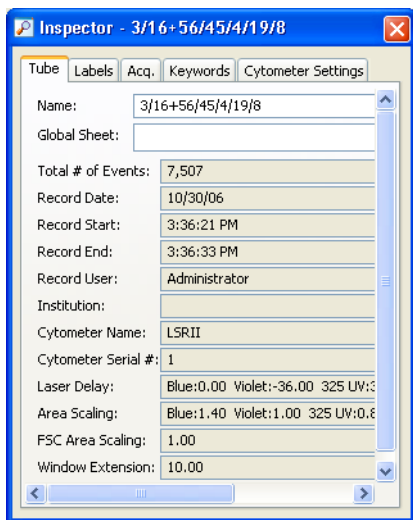 Inspector - 3/16+56/45/4/19/8
Tube Labels Acq. Keywords Cytometer Settings
Name: 3/16+56/45/4/19/8
Global Sheet:
Total # of Events: 7,507
Record Date: 10/30/06
Record Start: 3:36:21 PM
Record End: 3:36:33 PM
Record User: Administrator
Institution:
Cytometer Name: LSRII
Cytometer Serial #: 1
Laser Delay: Blue:0.00 Violet:-36.00 325 UV:3
Area Scaling: Blue:1.40 Violet:1.00 325 UV:0.8
FSC Area Scaling: 1.00
Window Extension: 10.00